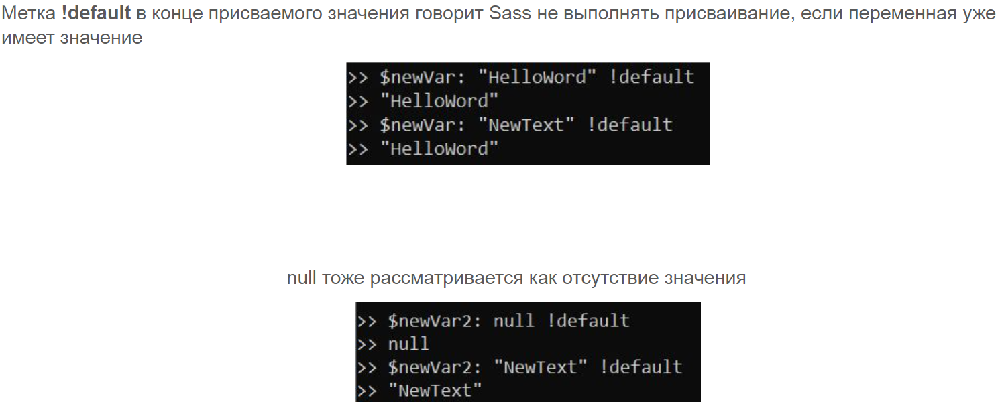 Метка !default в конце присваемого значения говорит Sass не выполнять присваивание, если переменная уже
имеет значение
>> $newVar: "HelloWord" !default
>> "HelloWord"
>> $newVar: "NewText" !default
>> "HelloWord"
null тоже рассматривается как отсутствие значения
>> $newVar2: null !default
>> null
>> $newVar2: "NewText" !default
>> "NewText"